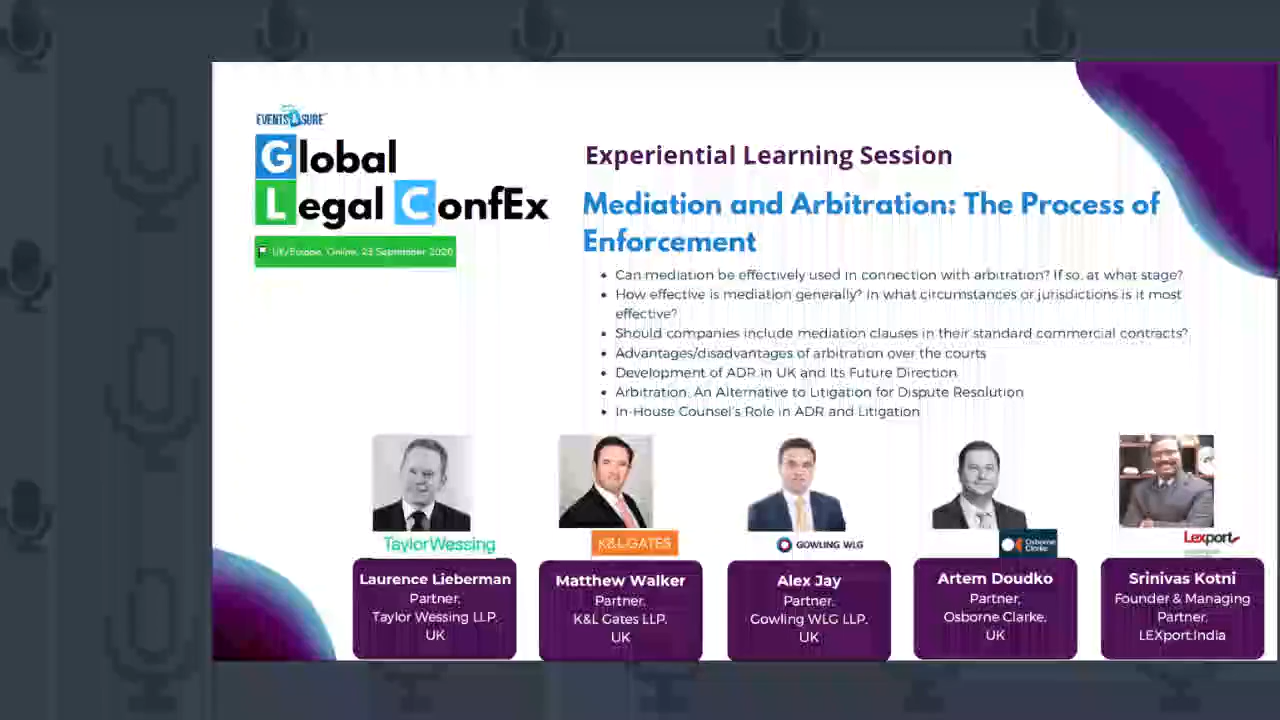 EVENTS 4 SURE
Global
Legal ConfEx
UK/Europe, Online, 23 September 2020
Experiential Learning Session
Mediation and Arbitration: The Process of
Enforcement
• Can mediation be effectively used in connection with arbitration? If so, at what stage?
• How effective is mediation generally? In what circumstances or jurisdictions is it most
effective?
• Should companies include mediation clauses in their standard commercial contracts?
• Advantages/disadvantages of arbitration over the courts
• Development of ADR in UK and Its Future Direction
• Arbitration: An Alternative to Litigation for Dispute Resolution
• In-House Counsel's Role in ADR and Litigation
TaylorWessing
Laurence Lieberman
Partner,
Taylor Wessing LLP,
UK
K&L GATES
Matthew Walker
Partner,
K&L Gates LLP,
UK
GOWLING WLG
Alex Jay
Partner,
Gowling WLG LLP,
UK
Osborne
Clarke
Artem Doudko
Partner,
Osborne Clarke,
UK
Lexport
Srinivas Kotni
Founder & Managing
Partner,
LEXport,India